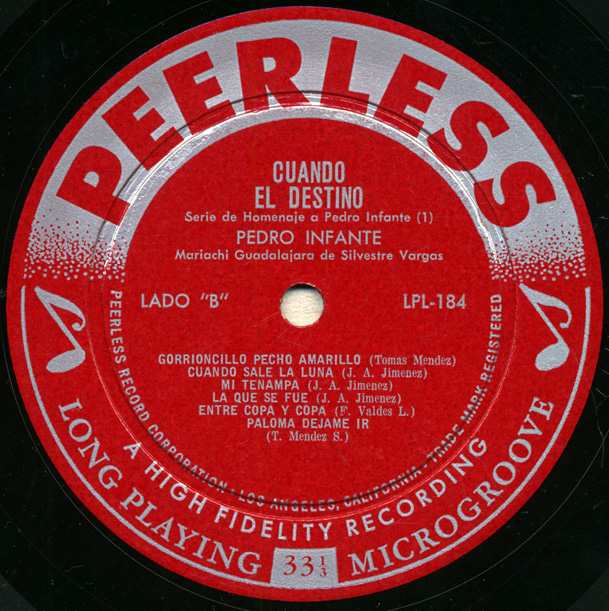 PEERLESS
CUANDO
EL DESTINO
Serie de Homenaje a Pedro Infante (1)
PEDRO INFANTE
Mariachi Guadalajara de Silvestre Vargas
LADO "B"
LPL-184
GORRIONCILLO PECHO AMARILLO (Tomas Mendez)
CUANDO SALE LA LUNA (J. A. Jimenez)
MI TENAMPA (J. A. Jimenez)
LA QUE SE FUE (J. A. Jimenez)
ENTRE COPA Y COPA (F. Valdes L.)
PALOMA DEJAME IR
(T. Mendez S.)
PEERLESS RECORD CORPORATION · LOS ANGELES, CALIFORNIA - TRADE MARK REGISTERED
A HIGH FIDELITY RECORDING
LONG PLAYING 33 1/3 MICROGROOVE